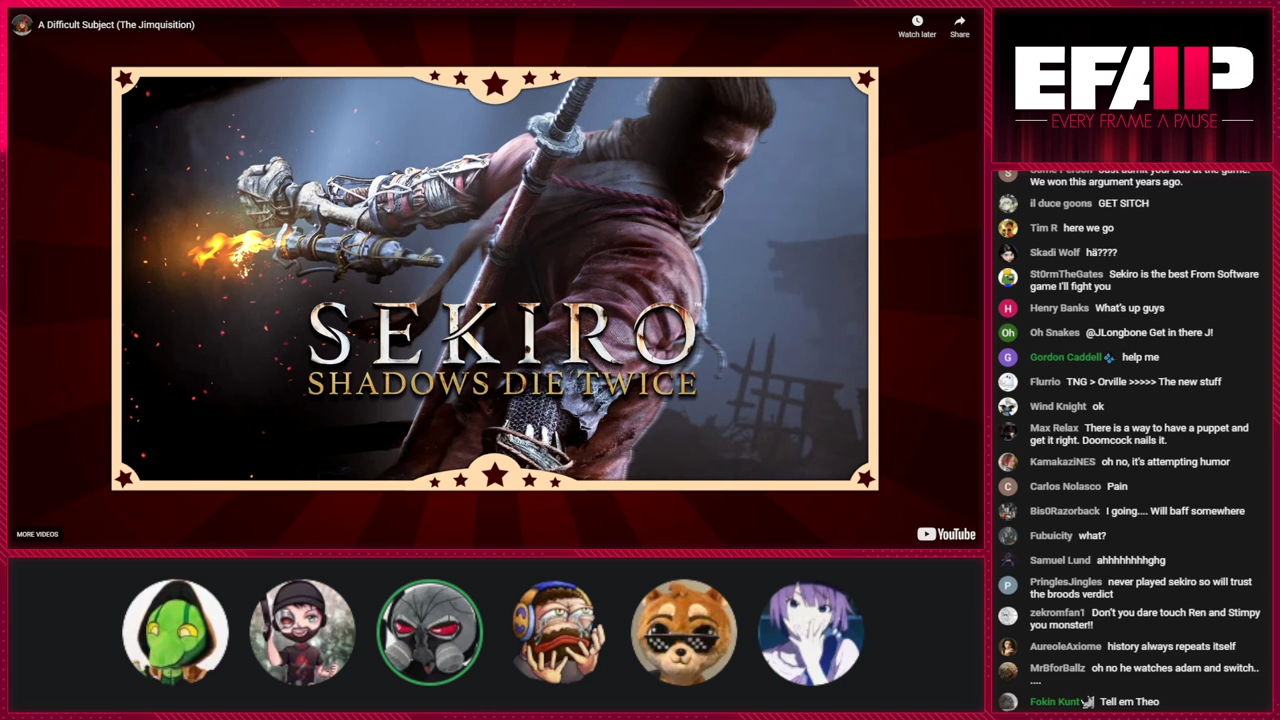 A Difficult Subject (The Jimquisition)
Watch later
Share
SEKIRO
SHADOWS DIE TWICE
MORE VIDEOS
YouTube
EFAP
EVERY FRAME A PAUSE
We won this argument years ago.
il duce goons GET SITCH
Tim R here we go
Skadi Wolf hä????
St0rmTheGates Sekiro is the best From Software
game I'll fight you
Henry Banks What's up guys
Oh Snakes @JLongbone Get in there J!
Gordon Caddell help me
Flurrio TNG > Orville >>>>> The new stuff
Wind Knight ok
Max Relax There is a way to have a puppet and
get it right. Doomcock nails it.
KamakaziNES oh no, it's attempting humor
Carlos Nolasco Pain
Bis0Razorback I going.... Will baff somewhere
Fubuicity what?
Samuel Lund ahhhhhhhhghg
PringlesJingles never played sekiro so will trust
the broods verdict
zekromfan1 Don't you dare touch Ren and Stimpy
you monster!!
AureoleAxiome history always repeats itself
MrBforBallz oh no he watches adam and switch..
....
Fokin Kunt Tell em Theo